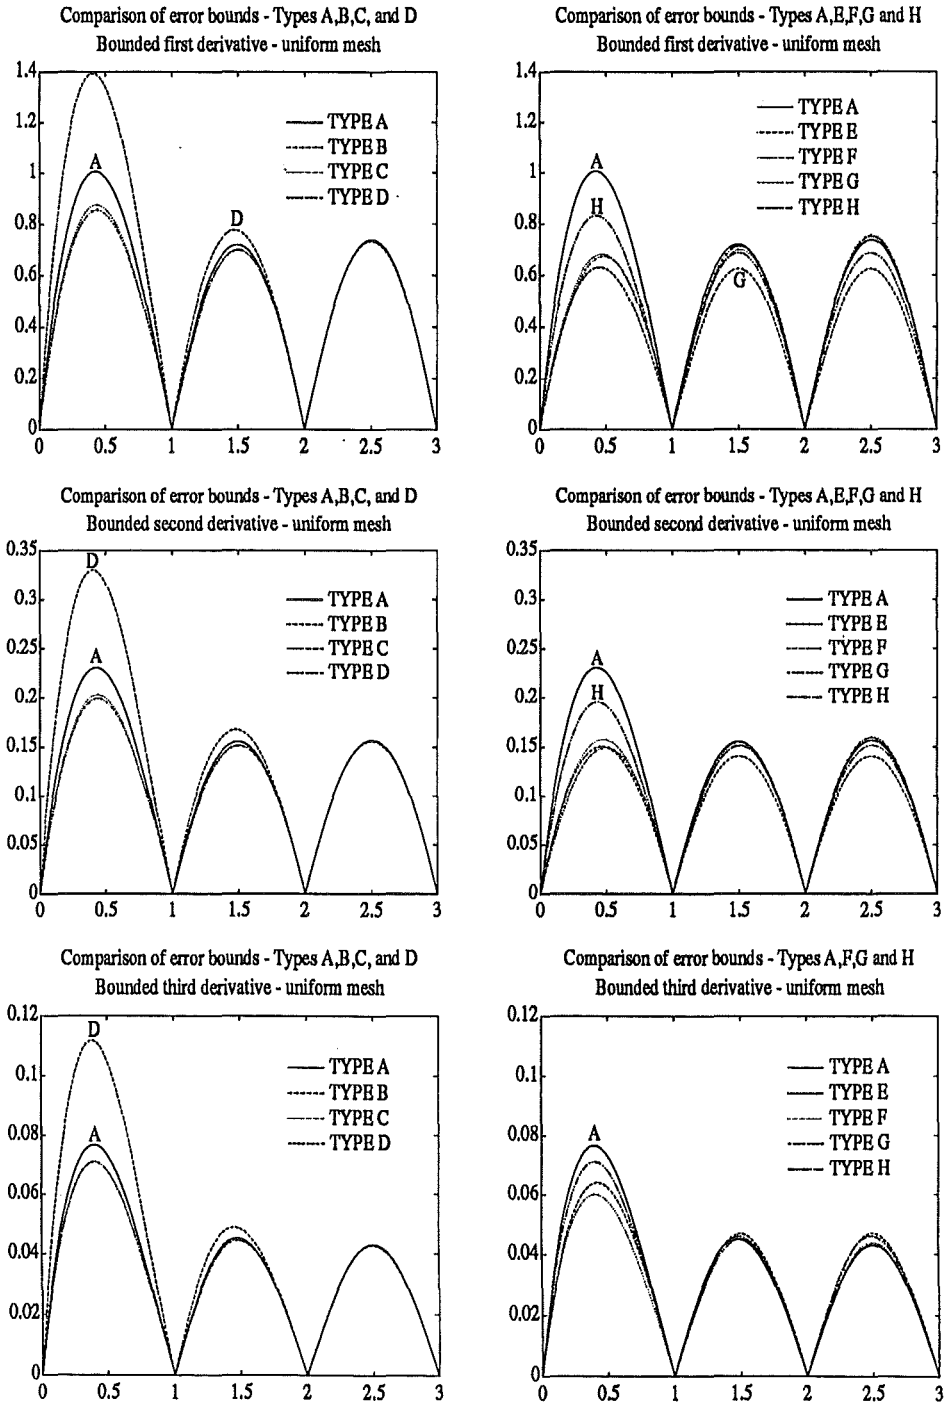 Comparison of error bounds - Types A,B,C, and D
Bounded first derivative - uniform mesh
1.4
1.2
1
0.8
0.6
0.4
0.2
0
A
D
TYPE A
TYPE B
TYPE C
TYPE D
0 0.5 1 1.5 2 2.5 3
Comparison of error bounds - Types A,E,F,G and H
Bounded first derivative - uniform mesh
1.4
1.2
1
0.8
0.6
0.4
0.2
0
A
H
G
TYPE A
TYPE E
TYPE F
TYPE G
TYPE H
0 0.5 1 1.5 2 2.5 3
Comparison of error bounds - Types A,B,C, and D
Bounded second derivative - uniform mesh
0.35
0.3
0.25
0.2
0.15
0.1
0.05
0
D
A
TYPE A
TYPE B
TYPE C
TYPE D
0 0.5 1 1.5 2 2.5 3
Comparison of error bounds - Types A,E,F,G and H
Bounded second derivative - uniform mesh
0.35
0.3
0.25
0.2
0.15
0.1
0.05
0
A
H
TYPE A
TYPE E
TYPE F
TYPE G
TYPE H
0 0.5 1 1.5 2 2.5 3
Comparison of error bounds - Types A,B,C, and D
Bounded third derivative - uniform mesh
0.12
0.1
0.08
0.06
0.04
0.02
0
D
A
TYPE A
TYPE B
TYPE C
TYPE D
0 0.5 1 1.5 2 2.5 3
Comparison of error bounds - Types A,F,G and H
Bounded third derivative - uniform mesh
0.12
0.1
0.08
0.06
0.04
0.02
0
A
TYPE A
TYPE E
TYPE F
TYPE G
TYPE H
0 0.5 1 1.5 2 2.5 3